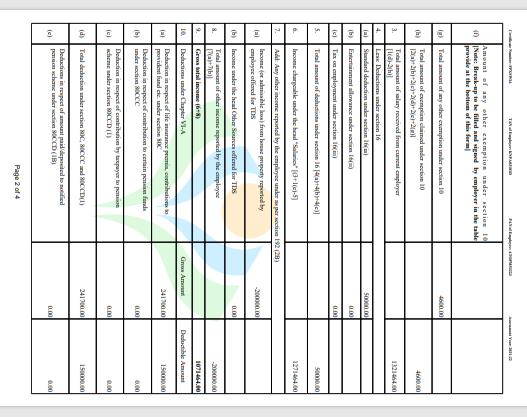 Assessment Year: 2021-22
(f) Amount of any other exemption under section 10
[Note: Break-up to be filled and signed by employer in the table
provide at the bottom of this form]
(g) Total amount of any other exemption under section 10 4600.00
(h) Total amount of exemption claimed under section 10
[2(a)+2(b)+2(c)+2(d)+2(e)+2(g)] 4600.00
3. Total amount of salary received from current employer
[1(d)-2(h)] 1321464.00
4. Less: Deductions under section 16
(a) Standard deductions under section 16(ia) 50000.00
(b) Entertainment allowance under section 16(ii) 0.00
(c) Tax on employment under section 16(iii) 0.00
5. Total amount of deductions under section 16 [4(a)+4(b)+4(c)] 50000.00
6. Income chargeable under the head "Salaries" [(3+1(e)-5] 1271464.00
7. Add: Any other income reported by the employee under as per section 192 (2B)
(a) Income (or admissible loss) from house property reported by
employee offered for TDS -200000.00
(b) Income under the head Other Sources offered for TDS 0.00
8. Total amount of other income reported by the employee
[7(a)+7(b)] -200000.00
9. Gross total income (6+8) 1071464.00
10. Deductions under Chapter VI-A Gross Amount Deductible Amount
(a) Deduction in respect of life insurance premia, contributions to
provident fund etc. under section 80C 241700.00 150000.00
(b) Deduction in respect of contribution to certain pension funds
under section 80CCC 0.00 0.00
(c) Deduction in respect of contribution by taxpayer to pension
scheme under section 80CCD (1) 0.00 0.00
(d) Total deduction under section 80C, 80CCC and 80CCD(1) 241700.00 150000.00
(e) Deductions in respect of amount paid/deposited to notified
pension scheme under section 80CCD (1B) 0.00 0.00
Page 2 of 4